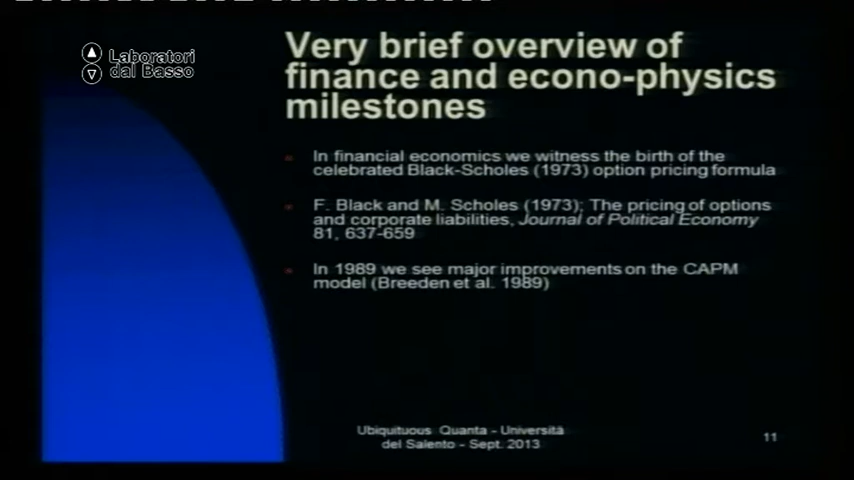 Laboratori
dal Basso
Very brief overview of
finance and econo-physics
milestones
In financial economics we witness the birth of the
celebrated Black-Scholes (1973) option pricing formula
F. Black and M. Scholes (1973); The pricing of options
and corporate liabilities, Journal of Political Economy
81, 637-659
In 1989 we see major improvements on the CAPM
model (Breeden et al. 1989)
Ubiquituous Quanta - Università
del Salento - Sept. 2013
11